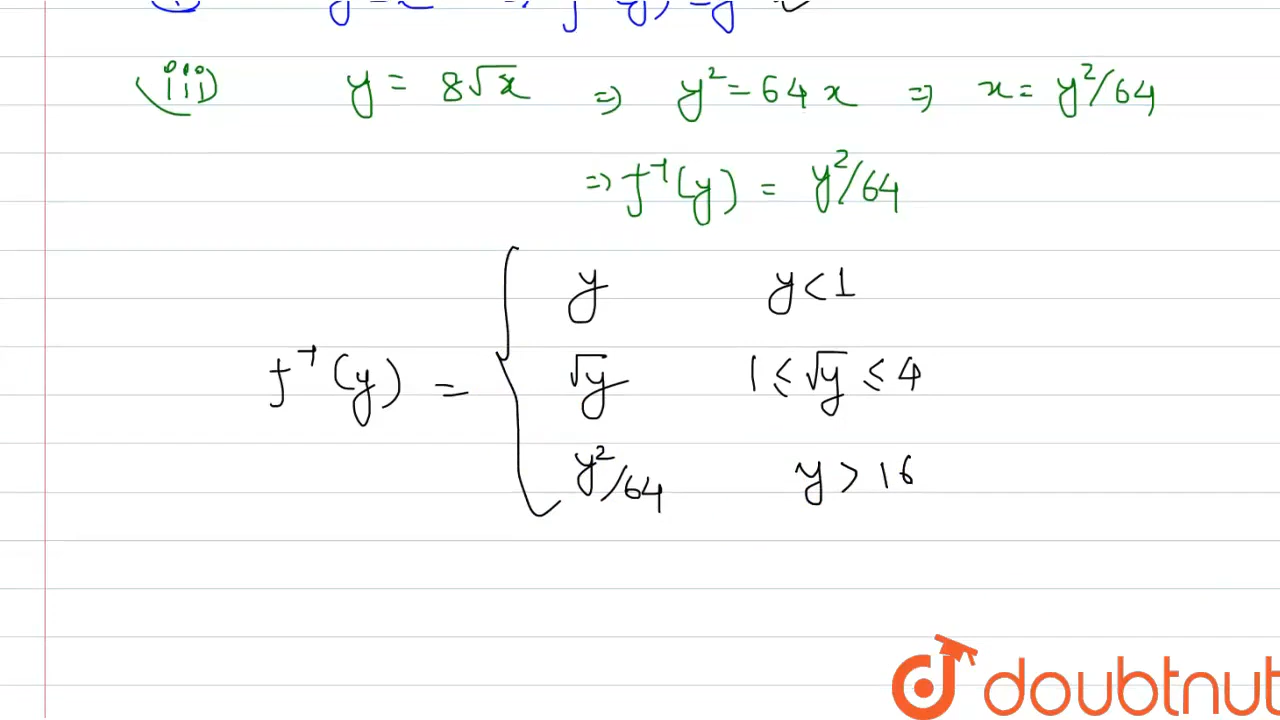 (iii) y = 8√x ⇒ y² = 64x ⇒ x = y²/64
⇒ f⁻¹(y) = y²/64
y y < 1
f⁻¹(y) = { √y 1 ≤ √y ≤ 4
y²/64 y > 16
doubtnut